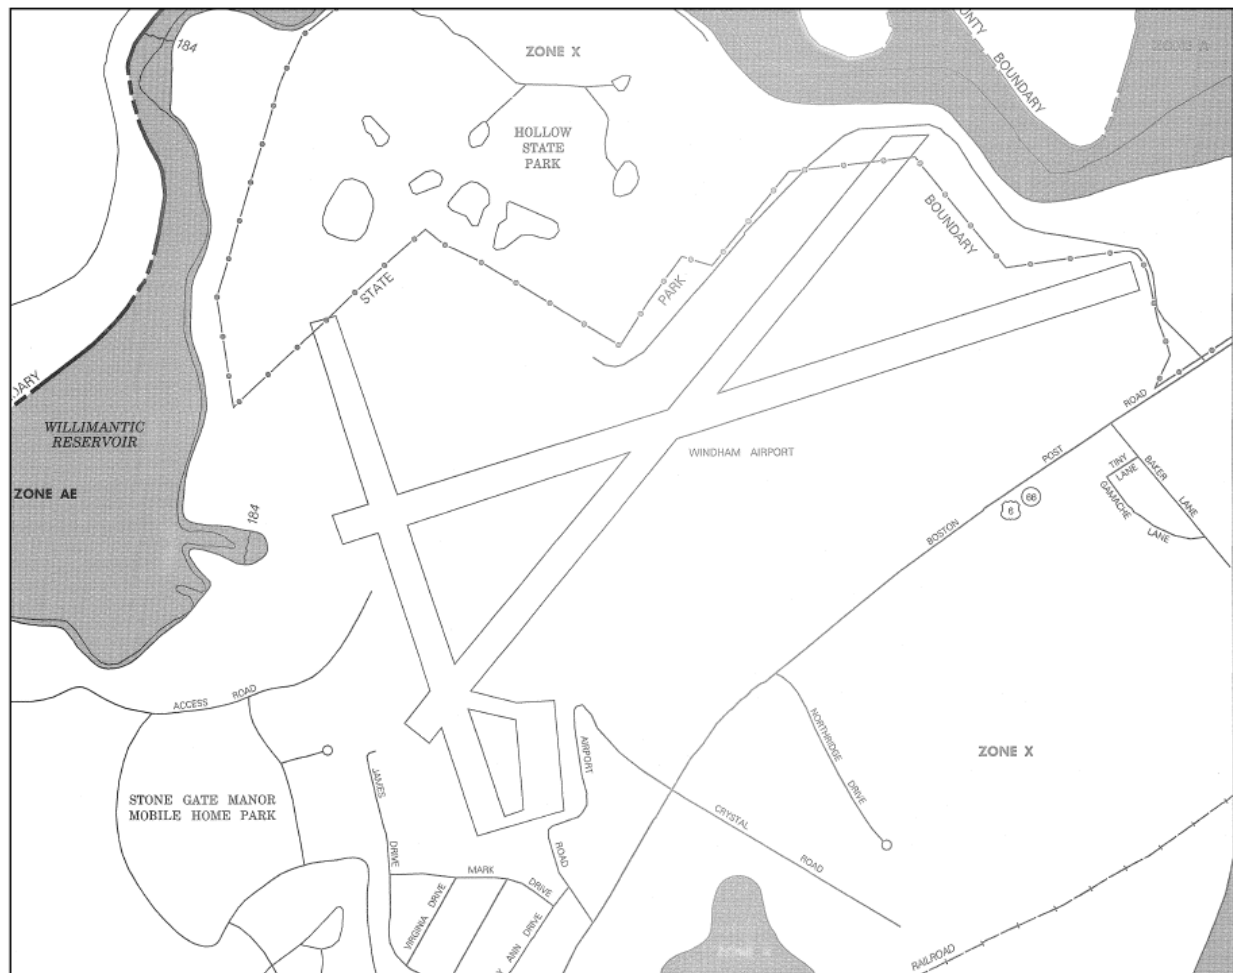 184
ZONE X
ONTY
BOUNDARY
ZONE A
HOLLOW
STATE
PARK
BOUNDARY
STATE
PARK
DARY
WILLIMANTIC
RESERVOIR
ZONE AE
184
WINDHAM AIRPORT
BOSTON
POST
ROAD
6
66
TINY
LANE
BAKER
LANE
GAMACHE
LANE
ACCESS ROAD
STONE GATE MANOR
MOBILE HOME PARK
JAMES
DRIVE
MARK
DRIVE
VIRGINIA DRIVE
Y ANN DRIVE
AIRPORT
ROAD
CRYSTAL
ROAD
NORTHRIDGE
DRIVE
ZONE X
RAILROAD